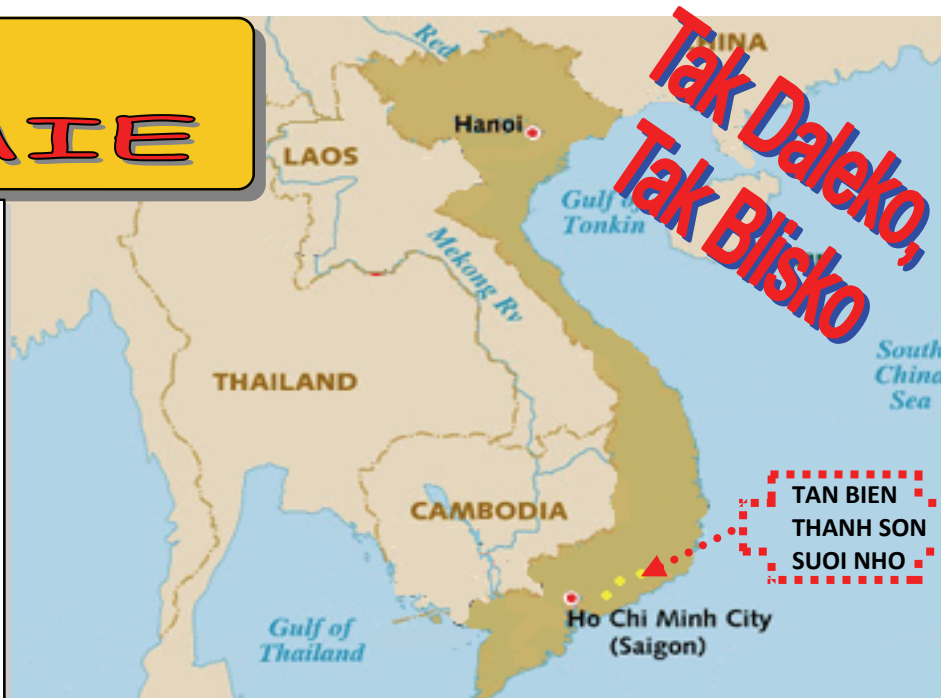 AIE
Tak Daleko,
Tak Blisko
Red
Hanoi
LAOS
Gulf of
Tonkin
Mekong Rv
THAILAND
South
China
Sea
CAMBODIA
TAN BIEN
THANH SON
SUOI NHO
Ho Chi Minh City
(Saigon)
Gulf of
Thailand